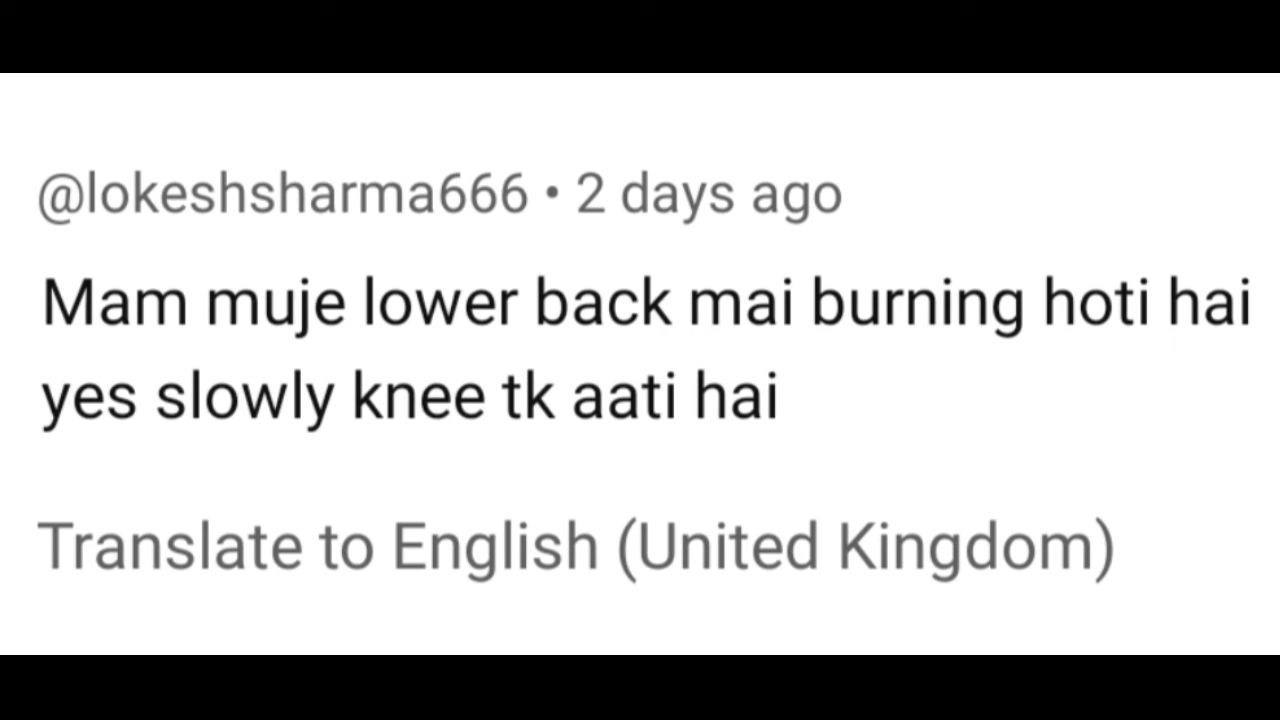 @lokeshsharma666 • 2 days ago
Mam muje lower back mai burning hoti hai
yes slowly knee tk aati hai
Translate to English (United Kingdom)